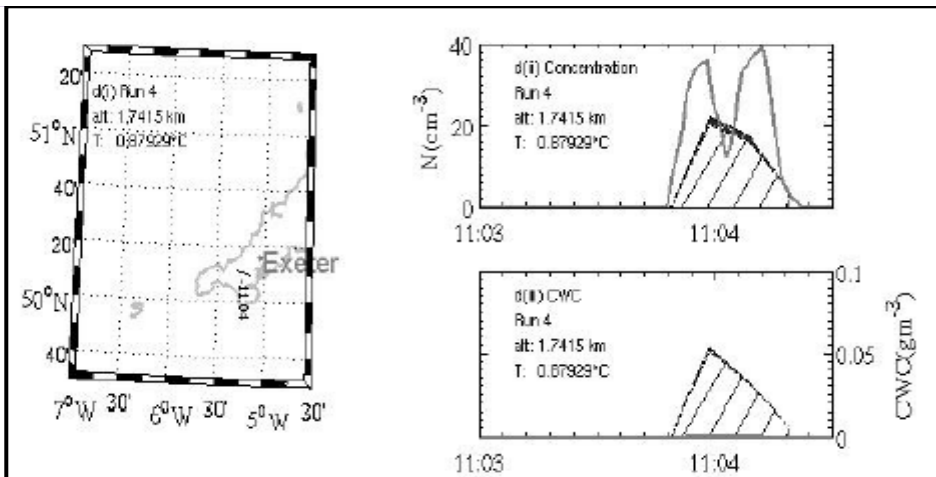 d(i) Run 4
alt: 1.7415 km
T: 0.87929°C
20'
51°N
40'
20'
50°N
40'
7°W 30' 6°W 30' 5°W 30'
Exeter
11:04
d(ii) Concentration
Run 4
alt: 1.7415 km
T: 0.87929°C
N(cm-3)
40
20
0
11:03 11:04
d(iii) CWC
Run 4
alt: 1.7415 km
T: 0.87929°C
0.1
0.05
0
CWC(gm-3)
11:03 11:04